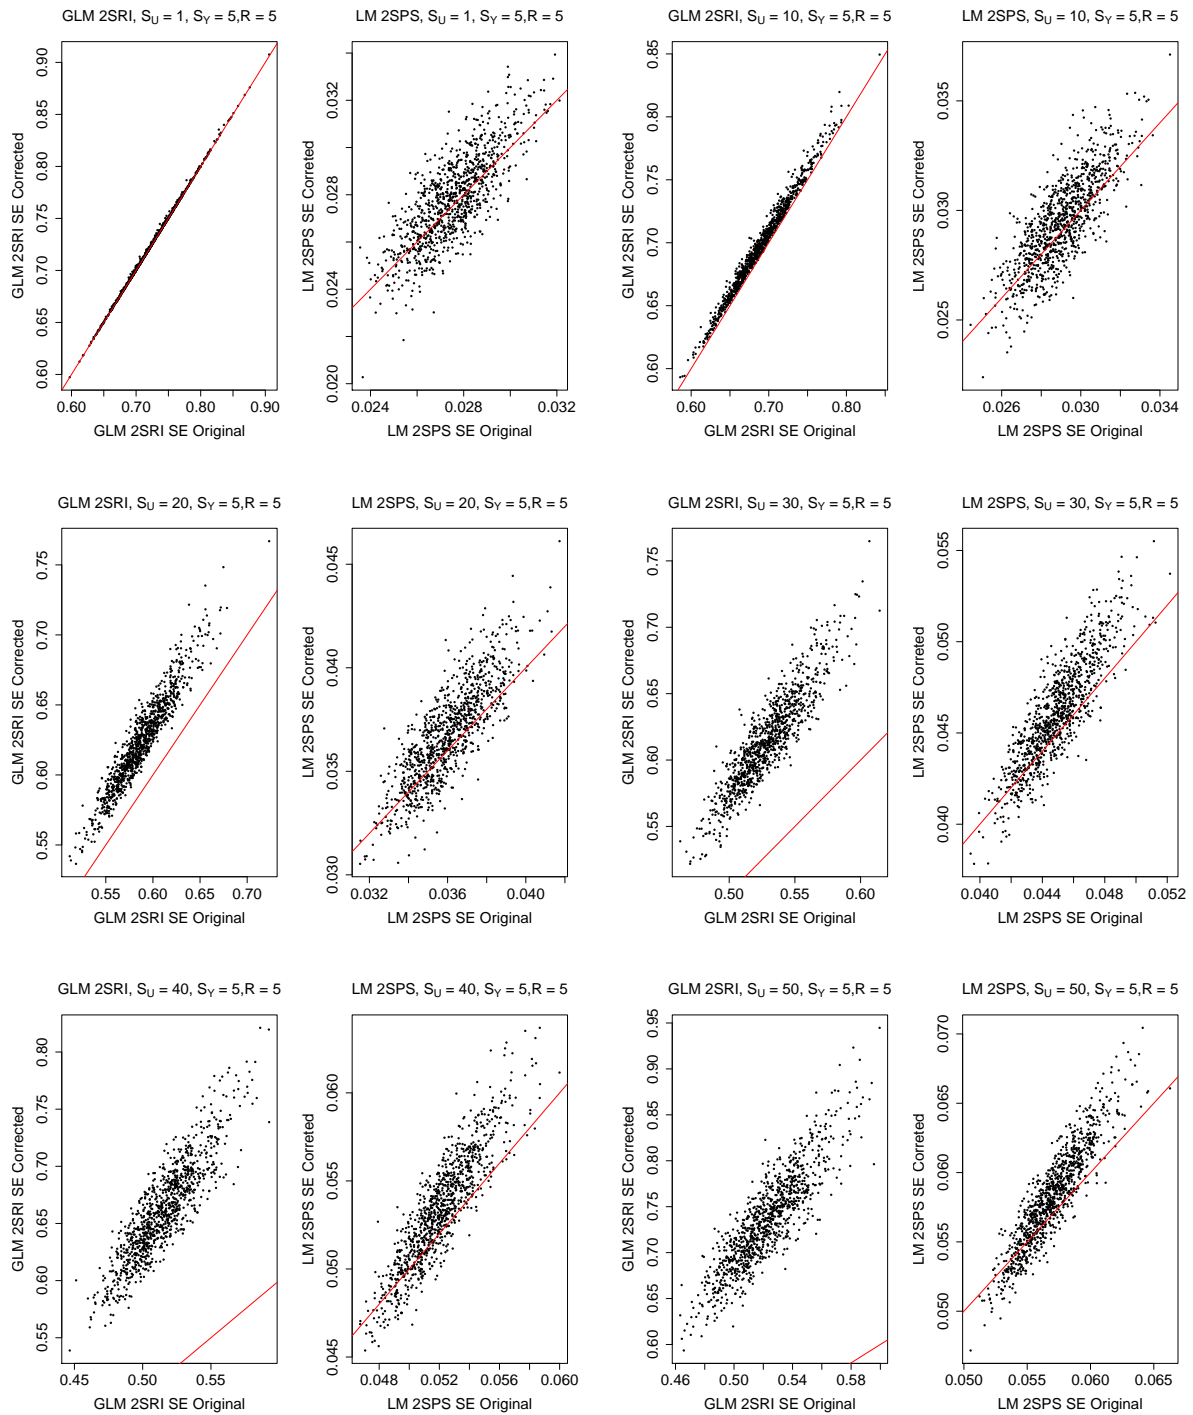 GLM 2SRI, S_U = 1, S_Y = 5,R = 5
GLM 2SRI SE Corrected
0.60 0.65 0.70 0.75 0.80 0.85 0.90
0.60 0.70 0.80 0.90
GLM 2SRI SE Original
LM 2SPS, S_U = 1, S_Y = 5,R = 5
LM 2SPS SE Correted
0.020 0.024 0.028 0.032
0.024 0.028 0.032
LM 2SPS SE Original
GLM 2SRI, S_U = 10, S_Y = 5,R = 5
GLM 2SRI SE Correted
0.60 0.65 0.70 0.75 0.80 0.85
0.60 0.70 0.80
GLM 2SRI SE Original
LM 2SPS, S_U = 10, S_Y = 5,R = 5
LM 2SPS SE Correted
0.025 0.030 0.035
0.026 0.030 0.034
LM 2SPS SE Original
GLM 2SRI, S_U = 20, S_Y = 5,R = 5
GLM 2SRI SE Correted
0.55 0.60 0.65 0.70 0.75
0.55 0.60 0.65 0.70
GLM 2SRI SE Original
LM 2SPS, S_U = 20, S_Y = 5,R = 5
LM 2SPS SE Correted
0.030 0.035 0.040 0.045
0.032 0.036 0.040
LM 2SPS SE Original
GLM 2SRI, S_U = 30, S_Y = 5,R = 5
GLM 2SRI SE Correted
0.55 0.60 0.65 0.70 0.75
0.50 0.55 0.60
GLM 2SRI SE Original
LM 2SPS, S_U = 30, S_Y = 5,R = 5
LM 2SPS SE Correted
0.040 0.045 0.050 0.055
0.040 0.044 0.048 0.052
LM 2SPS SE Original
GLM 2SRI, S_U = 40, S_Y = 5,R = 5
GLM 2SRI SE Correted
0.55 0.60 0.65 0.70 0.75 0.80
0.45 0.50 0.55
GLM 2SRI SE Original
LM 2SPS, S_U = 40, S_Y = 5,R = 5
LM 2SPS SE Correted
0.045 0.050 0.055 0.060
0.048 0.052 0.056 0.060
LM 2SPS SE Original
GLM 2SRI, S_U = 50, S_Y = 5,R = 5
GLM 2SRI SE Correted
0.60 0.65 0.70 0.75 0.80 0.85 0.90 0.95
0.46 0.50 0.54 0.58
GLM 2SRI SE Original
LM 2SPS, S_U = 50, S_Y = 5,R = 5
LM 2SPS SE Correted
0.050 0.055 0.060 0.065 0.070
0.050 0.055 0.060 0.065
LM 2SPS SE Original